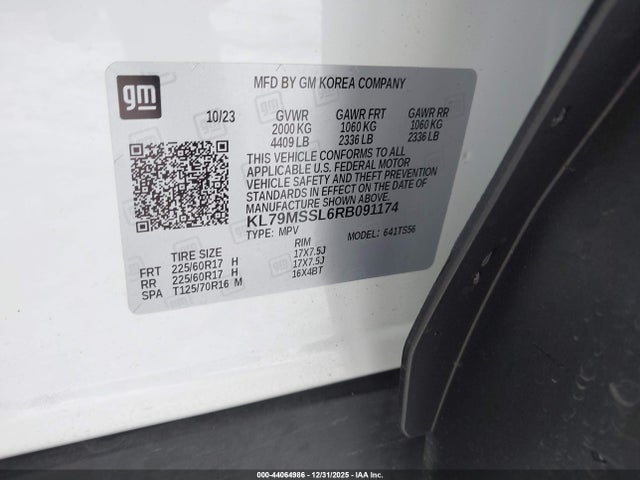 gm
MFD BY GM KOREA COMPANY
10/23 GVWR GAWR FRT GAWR RR
2000 KG 1060 KG 1060 KG
4409 LB 2336 LB 2336 LB
THIS VEHICLE CONFORMS TO ALL
APPLICABLE U.S. FEDERAL MOTOR
VEHICLE SAFETY AND THEFT PREVENTION
STANDARDS IN EFFECT ON THE DATE OF
MANUFACTURE SHOWN ABOVE.
KL79MSSL6RB091174
TYPE: MPV 641TS56
TIRE SIZE RIM
FRT 225/60R17 H 17X7.5J
RR 225/60R17 H 17X7.5J
SPA T125/70R16 M 16X4BT
000-44064986 | 12/31/2025 | IAA Inc.